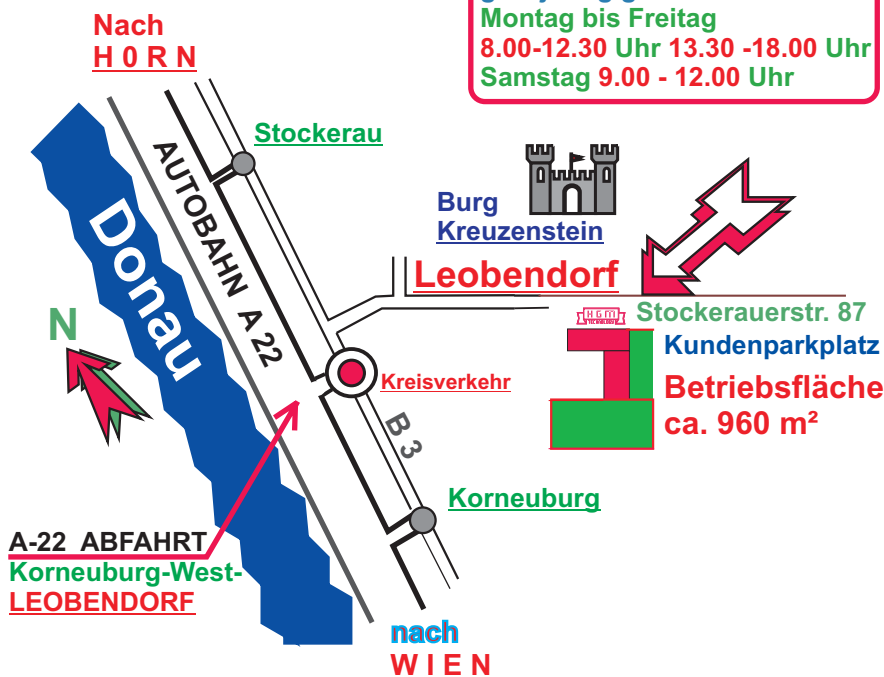 Montag bis Freitag
8.00-12.30 Uhr 13.30 -18.00 Uhr
Samstag 9.00 - 12.00 Uhr
Nach
H 0 R N
Stockerau
AUTOBAHN A 22
Donau
Burg
Kreuzenstein
Leobendorf
HGM
Stockerauerstr. 87
Kundenparkplatz
Betriebsfläche
ca. 960 m²
N
Kreisverkehr
B 3
Korneuburg
A-22 ABFAHRT
Korneuburg-West-
LEOBENDORF
nach
W I E N